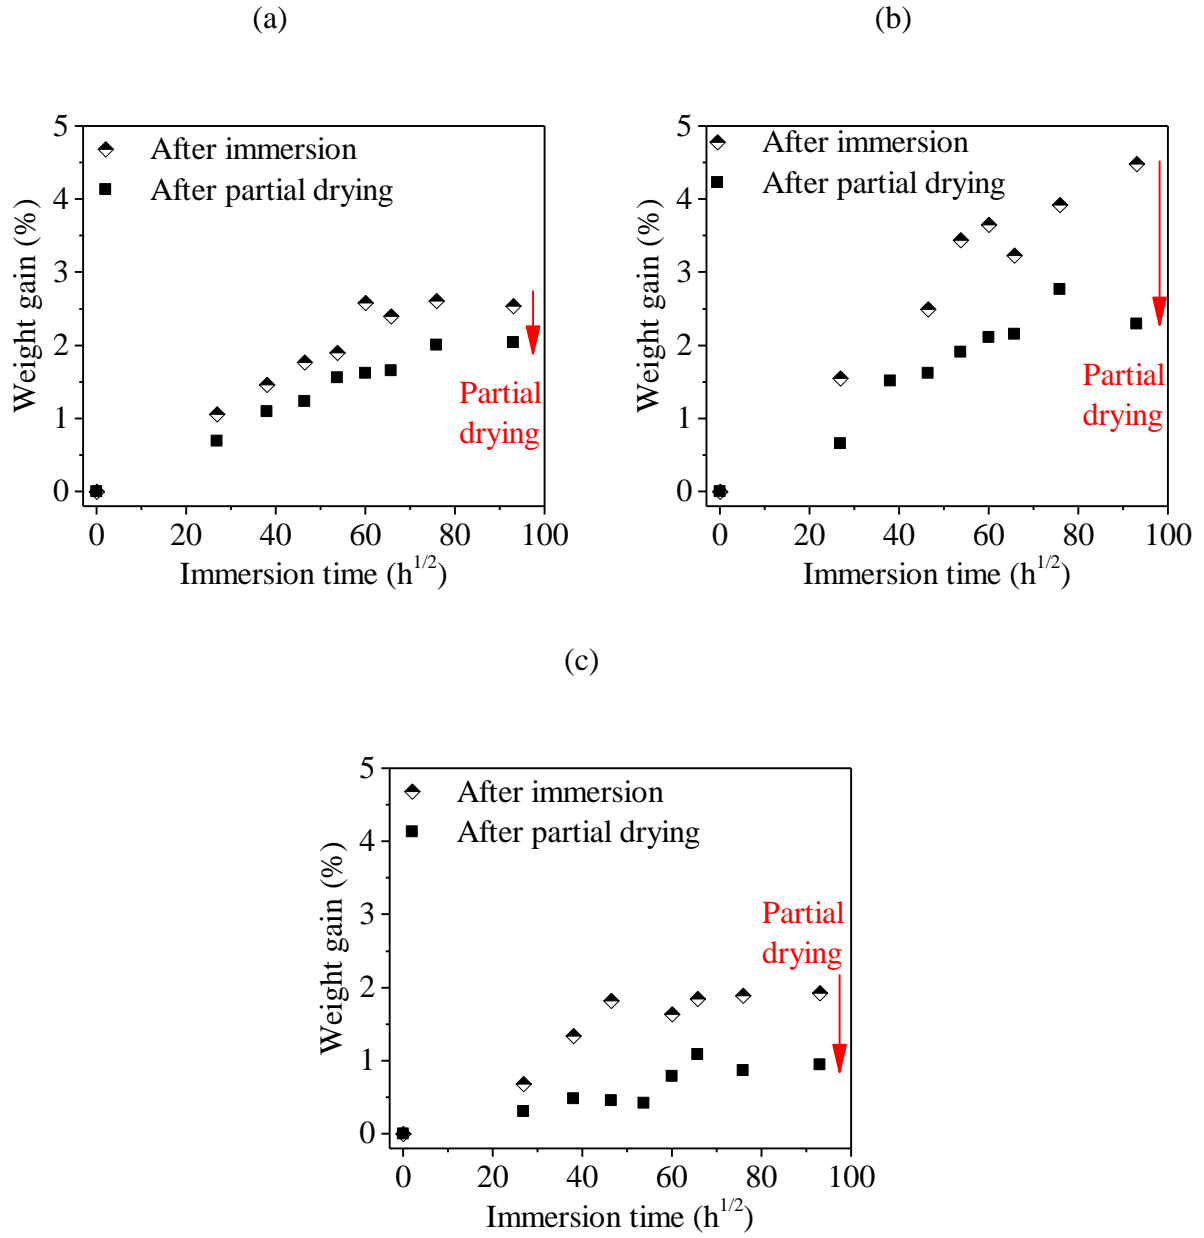 (a)
After immersion
After partial drying
Weight gain (%)
5
4
3
2
1
0
Partial
drying
0 20 40 60 80 100
Immersion time (h^{1/2})
(b)
After immersion
After partial drying
Weight gain (%)
5
4
3
2
1
0
Partial
drying
0 20 40 60 80 100
Immersion time (h^{1/2})
(c)
After immersion
After partial drying
Weight gain (%)
5
4
3
2
1
0
Partial
drying
0 20 40 60 80 100
Immersion time (h^{1/2})